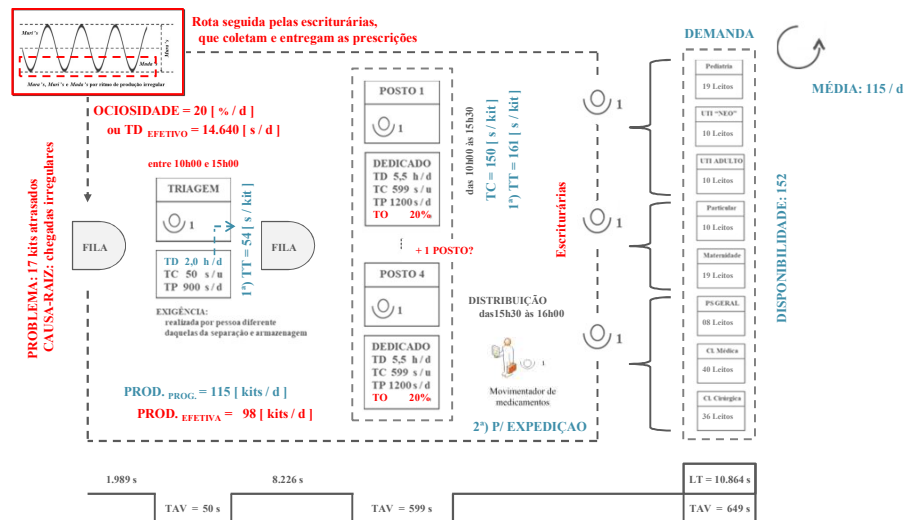 Rota seguida pelas escriturárias,
que coletam e entregam as prescrições
Muri's
Muda's
Mura's
Mura's, Muri's e Muda's por ritmo de produção irregular
DEMANDA
MÉDIA: 115 / d
DISPONIBILIDADE: 152
OCIOSIDADE = 20 [ % / d ]
ou TD EFETIVO = 14.640 [ s / d ]
PROBLEMA: 17 kits atrasados
CAUSA-RAIZ: chegadas irregulares
entre 10h00 e 15h00
FILA
TRIAGEM
1
TD 2,0 h/d
TC 50 s/u
TP 900 s/d
1ª) TT = 54 [ s / kit ]
EXIGÊNCIA:
realizada por pessoa diferente
daquelas da separação e armazenagem
FILA
POSTO 1
1
DEDICADO
TD 5,5 h/d
TC 599 s/u
TP 1200 s/d
TO 20%
+ 1 POSTO?
POSTO 4
1
DEDICADO
TD 5,5 h/d
TC 599 s/u
TP 1200 s/d
TO 20%
das 10h00 às 15h30
TC = 150 [ s / kit ]
1ª) TT = 161 [ s / kit ]
Escriturárias
1
1
1
DISTRIBUIÇÃO
das15h30 às 16h00
1
Movimentador de
medicamentos
2ª) P/ EXPEDIÇAO
PROD. PROG. = 115 [ kits / d ]
PROD. EFETIVA = 98 [ kits / d ]
Pediatria
19 Leitos
UTI "NEO"
10 Leitos
UTI ADULTO
10 Leitos
Particular
10 Leitos
Maternidade
19 Leitos
PS GERAL
08 Leitos
Cl. Médica
40 Leitos
Cl. Cirúrgica
36 Leitos
1.989 s
8.226 s
LT = 10.864 s
TAV = 50 s
TAV = 599 s
TAV = 649 s